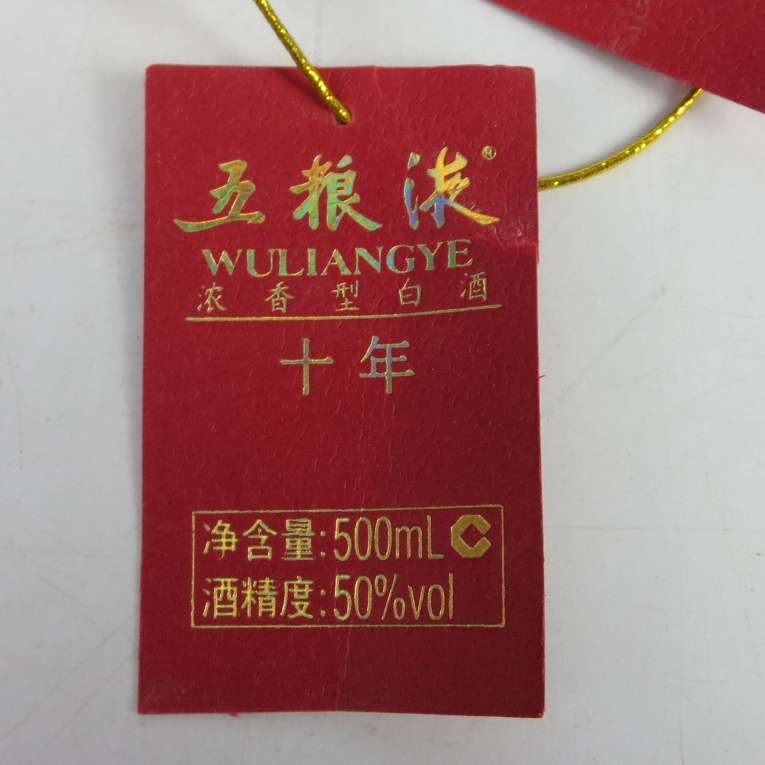 五粮液®
WULIANGYE
浓香型白酒
十年
净含量:500mL C
酒精度:50%vol